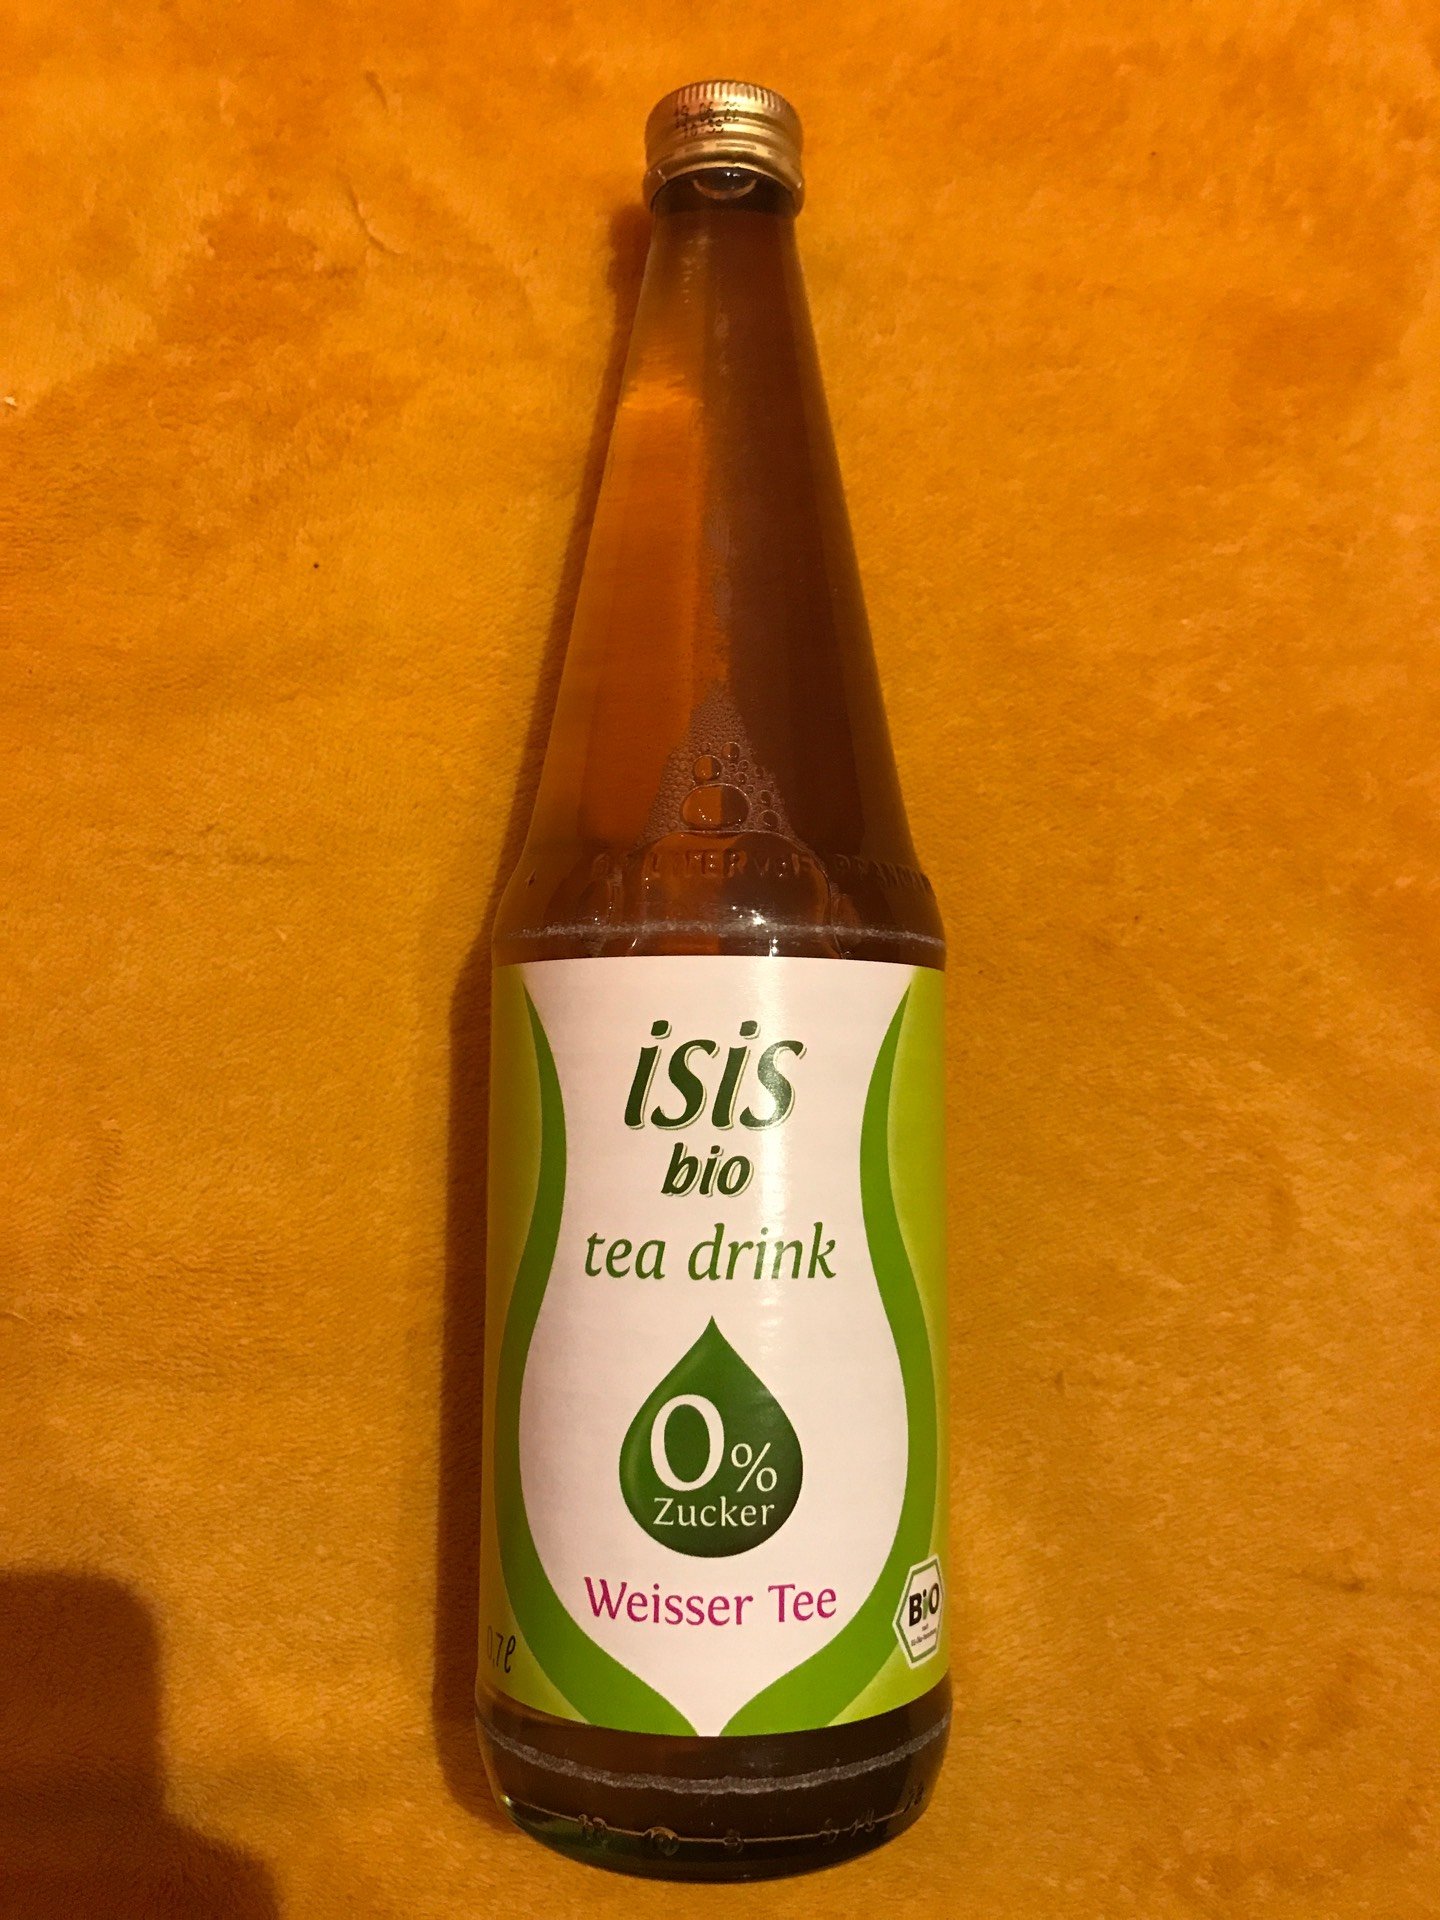 isis
bio
tea drink
0%
Zucker
Weisser Tee
BiO
0,7ℓ